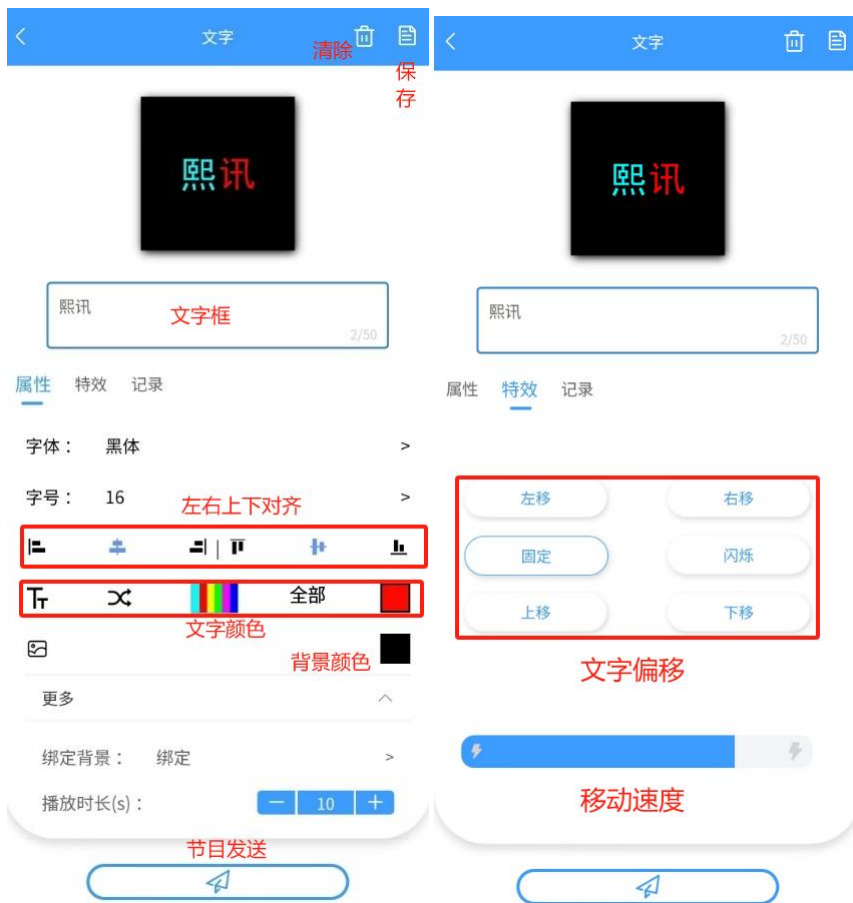 文字
清除
保存
熙讯
熙讯
文字框
2/50
属性 特效 记录
字体： 黑体 >
字号： 16 >
左右上下对齐
全部
文字颜色
背景颜色
更多
绑定背景： 绑定 >
播放时长(s)： － 10 ＋
节目发送
文字
熙讯
熙讯
2/50
属性 特效 记录
左移 右移
固定 闪烁
上移 下移
文字偏移
移动速度